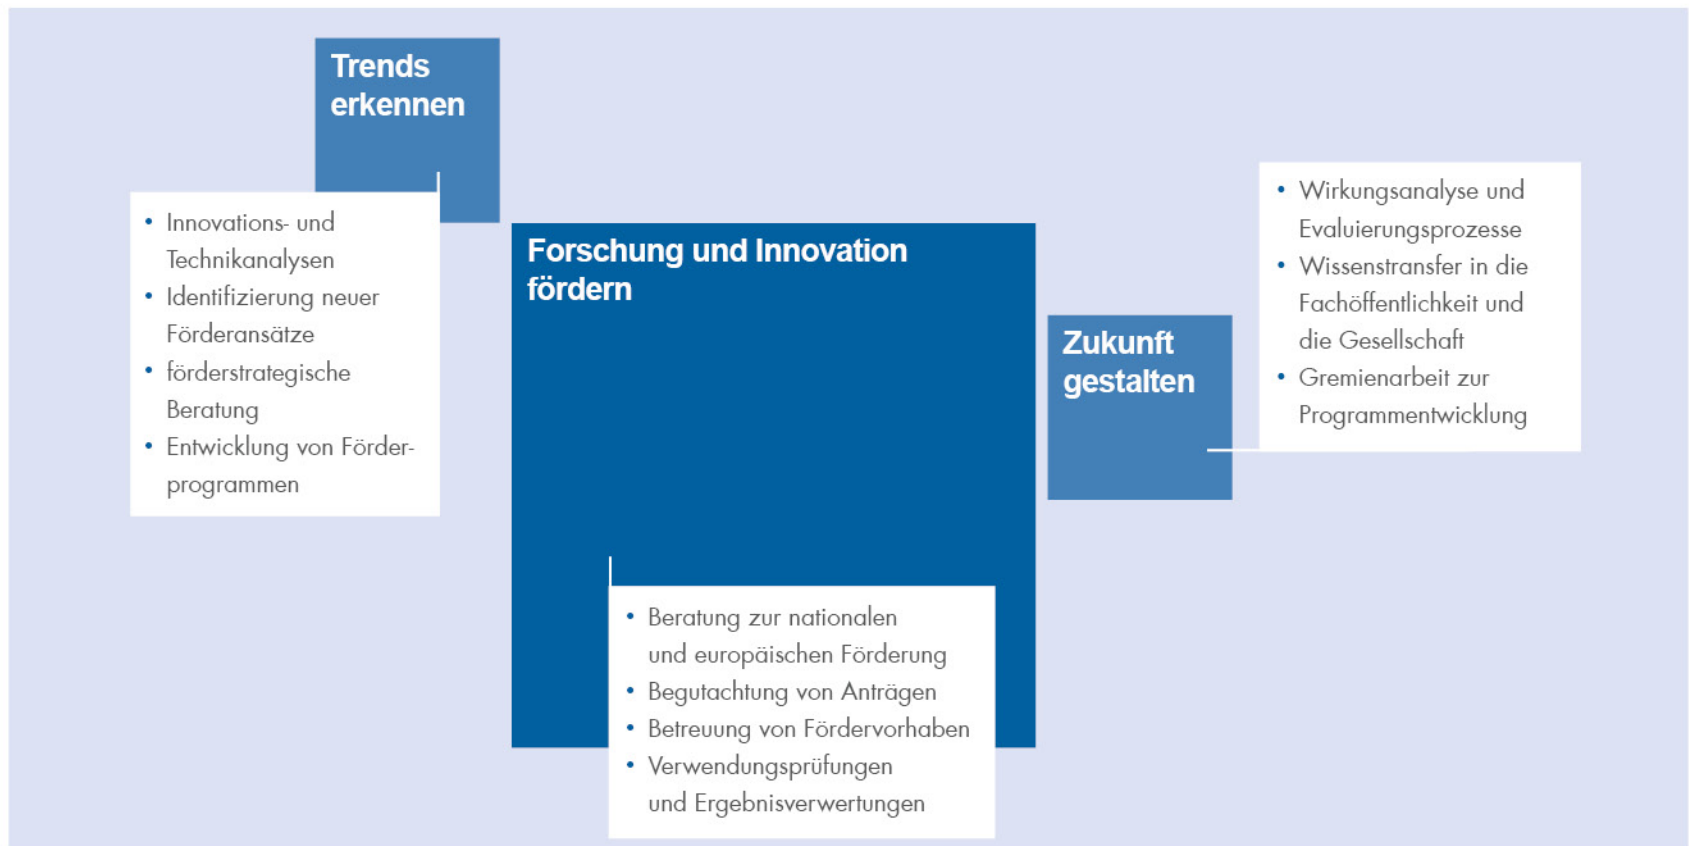 Trends
erkennen
• Innovations- und
Technikanalysen
• Identifizierung neuer
Förderansätze
• förderstrategische
Beratung
• Entwicklung von Förder-
programmen
Forschung und Innovation
fördern
• Beratung zur nationalen
und europäischen Förderung
• Begutachtung von Anträgen
• Betreuung von Fördervorhaben
• Verwendungsprüfungen
und Ergebnisverwertungen
Zukunft
gestalten
• Wirkungsanalyse und
Evaluierungsprozesse
• Wissenstransfer in die
Fachöffentlichkeit und
die Gesellschaft
• Gremienarbeit zur
Programmentwicklung